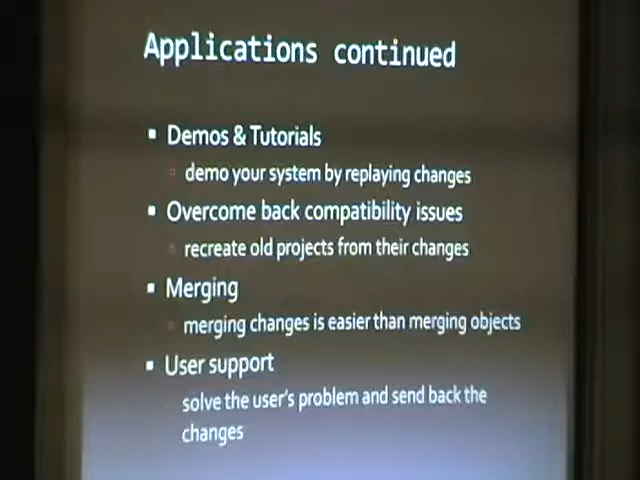 Applications continued
Demos & Tutorials
demo your system by replaying changes
Overcome back compatibility issues
recreate old projects from their changes
Merging
merging changes is easier than merging objects
User support
solve the user's problem and send back the
changes